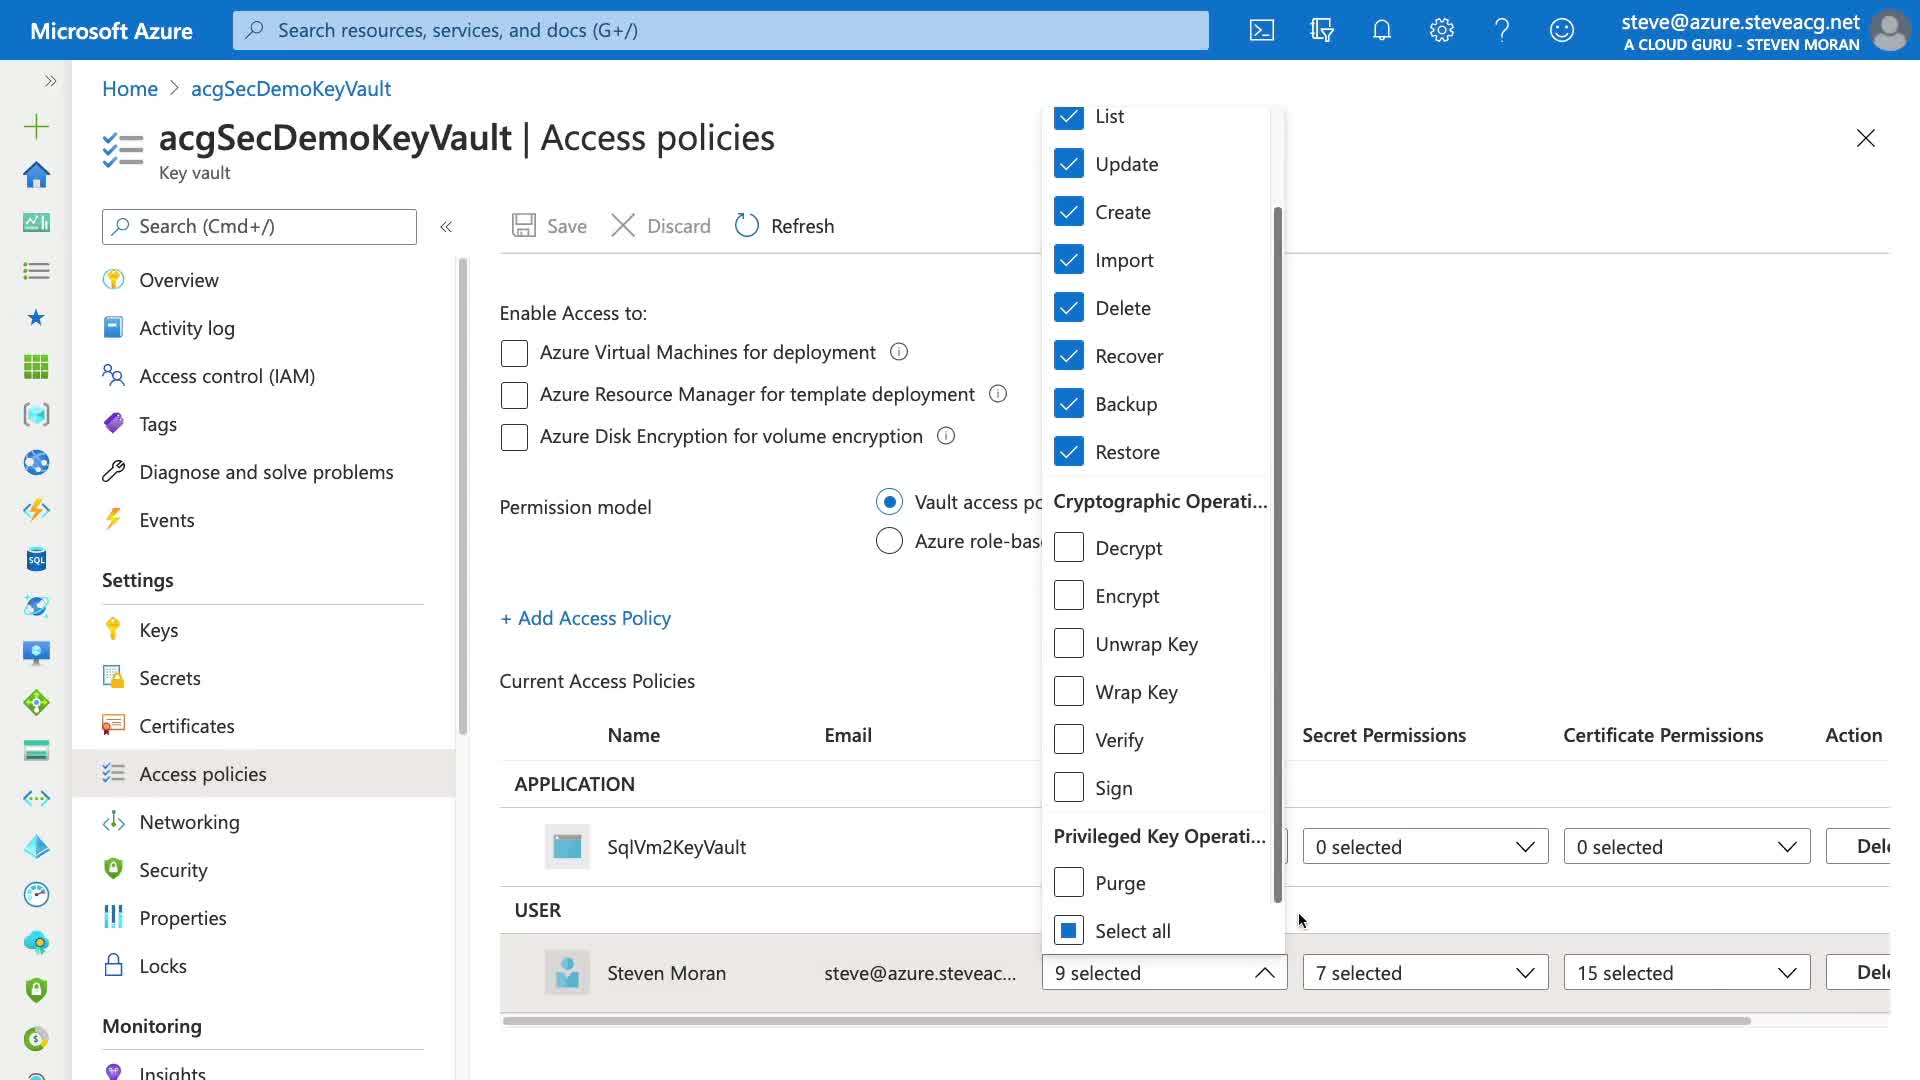 Microsoft Azure
Search resources, services, and docs (G+/)
steve@azure.steveacg.net
A CLOUD GURU - STEVEN MORAN
Home
acgSecDemoKeyVault
acgSecDemoKeyVault | Access policies
Key vault
Search (Cmd+/)
Overview
Activity log
Access control (IAM)
Tags
Diagnose and solve problems
Events
Settings
Keys
Secrets
Certificates
Access policies
Networking
Security
Properties
Locks
Monitoring
Insights
Save
Discard
Refresh
Enable Access to:
Azure Virtual Machines for deployment
Azure Resource Manager for template deployment
Azure Disk Encryption for volume encryption
Permission model
Vault access po
Azure role-bas
+ Add Access Policy
Current Access Policies
Name
Email
Secret Permissions
Certificate Permissions
Action
APPLICATION
SqlVm2KeyVault
0 selected
0 selected
Dele
USER
Steven Moran
steve@azure.steveac...
9 selected
7 selected
15 selected
Dele
List
Update
Create
Import
Delete
Recover
Backup
Restore
Cryptographic Operati...
Decrypt
Encrypt
Unwrap Key
Wrap Key
Verify
Sign
Privileged Key Operati...
Purge
Select all
SQL